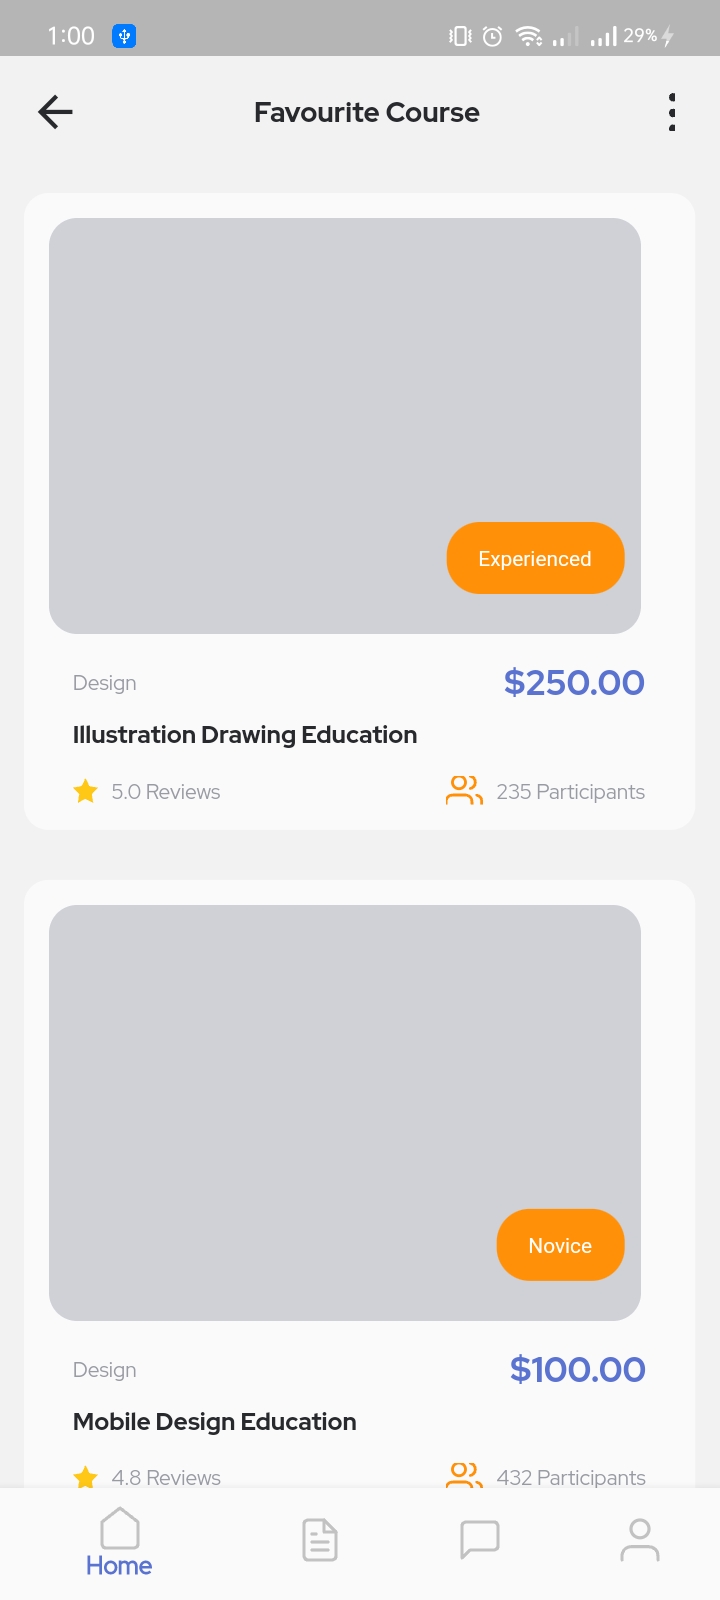 1:00
29%
Favourite Course
Experienced
Design
$250.00
Illustration Drawing Education
5.0 Reviews
235 Participants
Novice
Design
$100.00
Mobile Design Education
4.8 Reviews
432 Participants
Home